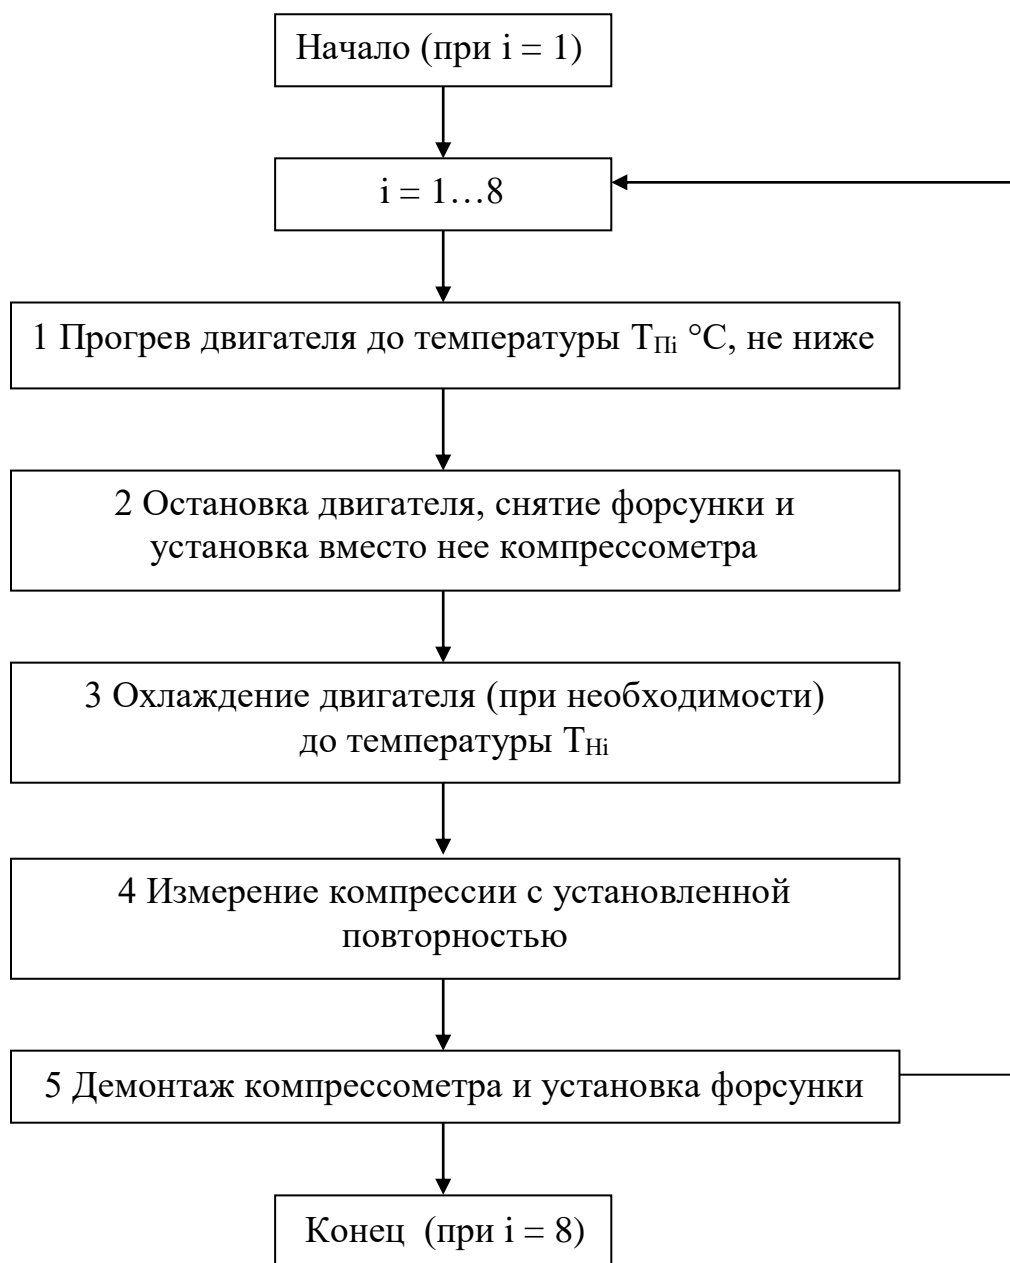 Начало (при i = 1)
i = 1…8
1 Прогрев двигателя до температуры TПi °C, не ниже
2 Остановка двигателя, снятие форсунки и
установка вместо нее компрессометра
3 Охлаждение двигателя (при необходимости)
до температуры TНi
4 Измерение компрессии с установленной
повторностью
5 Демонтаж компрессометра и установка форсунки
Конец (при i = 8)